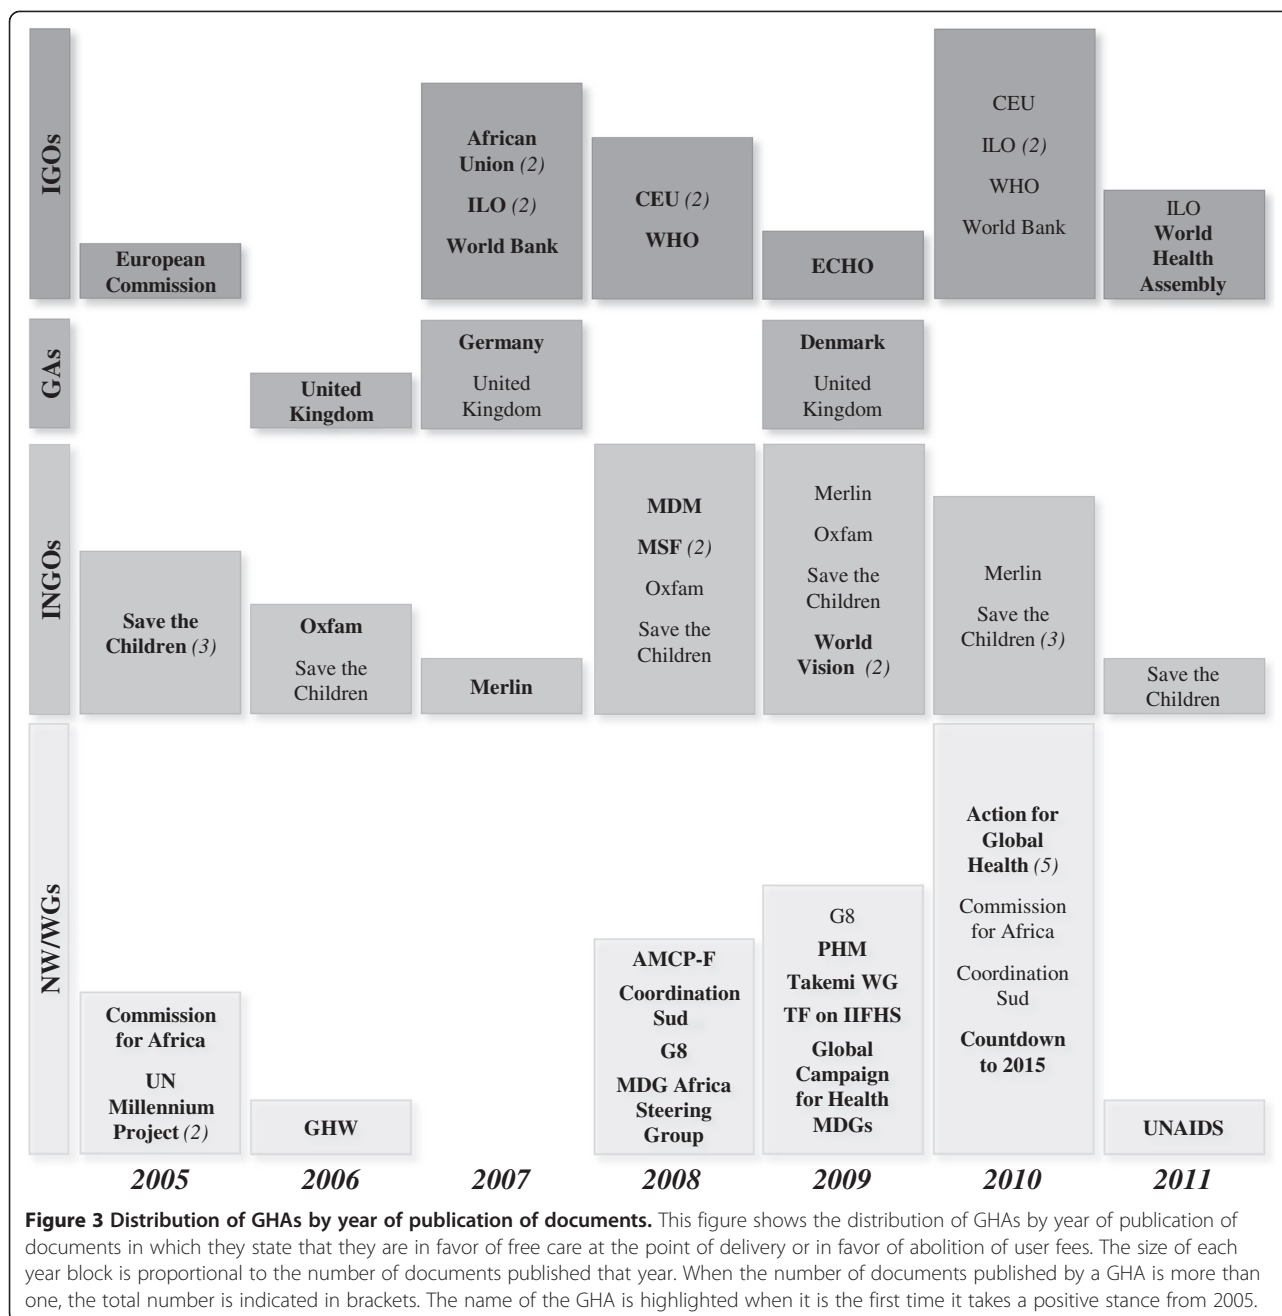 IGOs
European
Commission
African
Union (2)
ILO (2)
World Bank
CEU (2)
WHO
ECHO
CEU
ILO (2)
WHO
World Bank
ILO
World
Health
Assembly
GAs
United
Kingdom
Germany
United
Kingdom
Denmark
United
Kingdom
INGOs
Save the
Children (3)
Oxfam
Save the
Children
Merlin
MDM
MSF (2)
Oxfam
Save the
Children
Merlin
Oxfam
Save the
Children
World
Vision (2)
Merlin
Save the
Children (3)
Save the
Children
NW/WGs
Commission
for Africa
UN
Millennium
Project (2)
GHW
AMCP-F
Coordination
Sud
G8
MDG Africa
Steering
Group
G8
PHM
Takemi WG
TF on IIFHS
Global
Campaign
for Health
MDGs
Action for
Global
Health (5)
Commission
for Africa
Coordination
Sud
Countdown
to 2015
UNAIDS
2005 2006 2007 2008 2009 2010 2011
Figure 3 Distribution of GHAs by year of publication of documents. This figure shows the distribution of GHAs by year of publication of
documents in which they state that they are in favor of free care at the point of delivery or in favor of abolition of user fees. The size of each
year block is proportional to the number of documents published that year. When the number of documents published by a GHA is more than
one, the total number is indicated in brackets. The name of the GHA is highlighted when it is the first time it takes a positive stance from 2005.